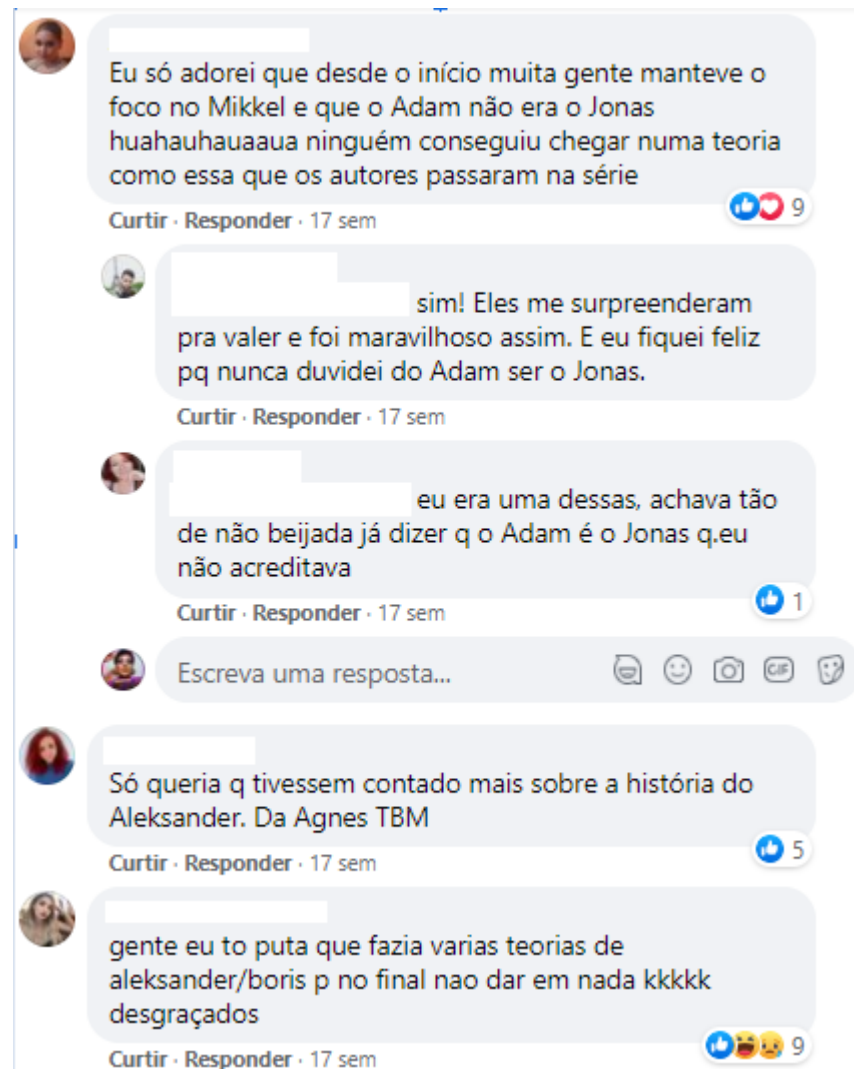 Eu só adorei que desde o início muita gente manteve o
foco no Mikkel e que o Adam não era o Jonas
huahauhauaaua ninguém conseguiu chegar numa teoria
como essa que os autores passaram na série
9
Curtir · Responder · 17 sem
sim! Eles me surpreenderam
pra valer e foi maravilhoso assim. E eu fiquei feliz
pq nunca duvidei do Adam ser o Jonas.
Curtir · Responder · 17 sem
eu era uma dessas, achava tão
de não beijada já dizer q o Adam é o Jonas q.eu
não acreditava
1
Curtir · Responder · 17 sem
Escreva uma resposta...
GIF
Só queria q tivessem contado mais sobre a história do
Aleksander. Da Agnes TBM
5
Curtir · Responder · 17 sem
gente eu to puta que fazia varias teorias de
aleksander/boris p no final nao dar em nada kkkkk
desgraçados
9
Curtir · Responder · 17 sem